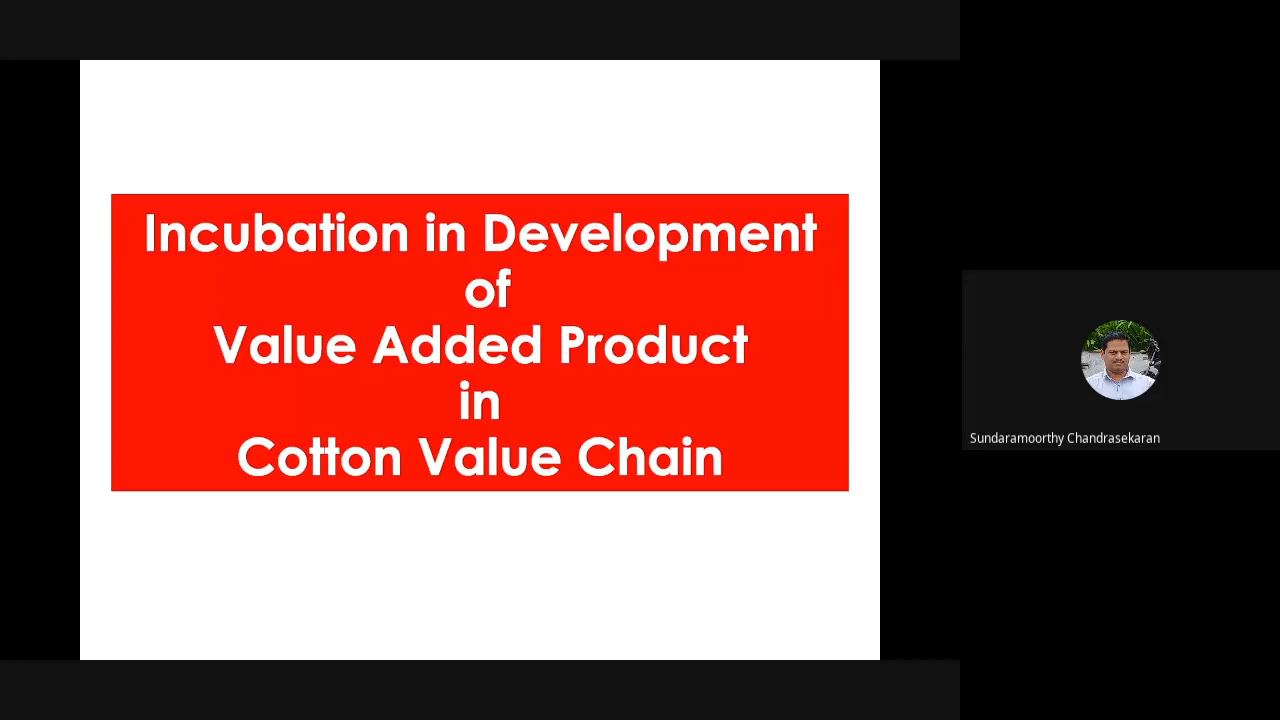 Incubation in Development
of
Value Added Product
in
Cotton Value Chain
Sundaramoorthy Chandrasekaran